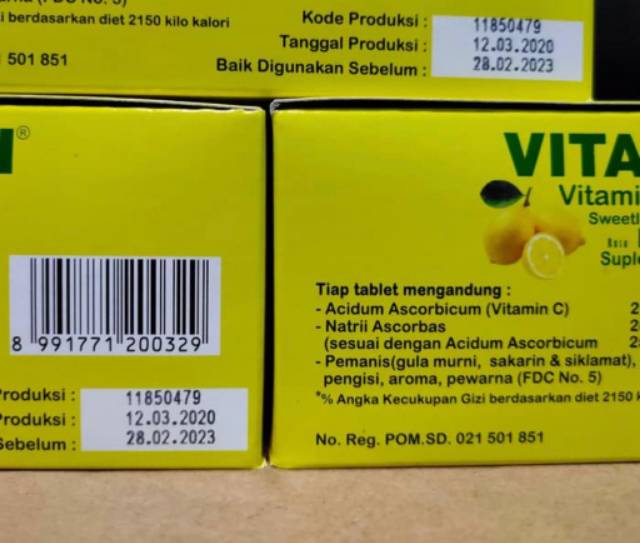 i berdasarkan diet 2150 kilo kalori
501 851
Kode Produksi : 11850479
Tanggal Produksi : 12.03.2020
Baik Digunakan Sebelum : 28.02.2023
®
8 991771 200329
Produksi : 11850479
Produksi : 12.03.2020
Sebelum : 28.02.2023
VITA
Vitami
Sweetl
Rasa
Suple
Tiap tablet mengandung :
- Acidum Ascorbicum (Vitamin C)
- Natrii Ascorbas
(sesuai dengan Acidum Ascorbicum
- Pemanis(gula murni, sakarin & siklamat),
pengisi, aroma, pewarna (FDC No. 5)
*% Angka Kecukupan Gizi berdasarkan diet 2150 k
No. Reg. POM.SD. 021 501 851